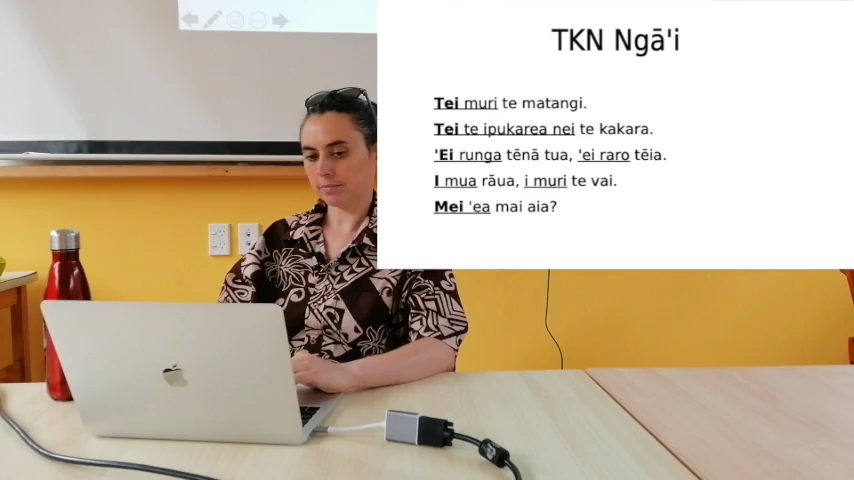 TKN Ngā'i
Tei muri te matangi.
Tei te ipukarea nei te kakara.
'Ei runga tēnā tua, 'ei raro tēia.
I mua rāua, i muri te vai.
Mei 'ea mai aia?